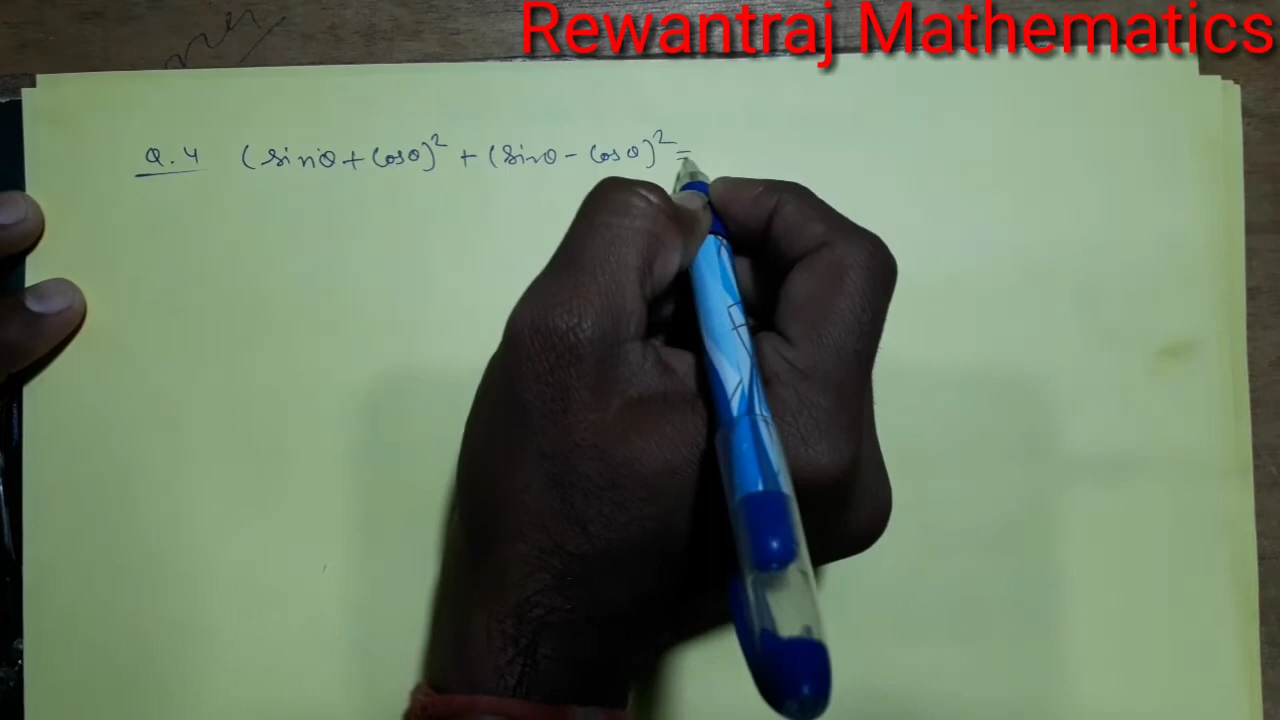 Rewantraj Mathematics
Q.4 (sinθ+cosθ)² + (sinθ - cosθ)² =